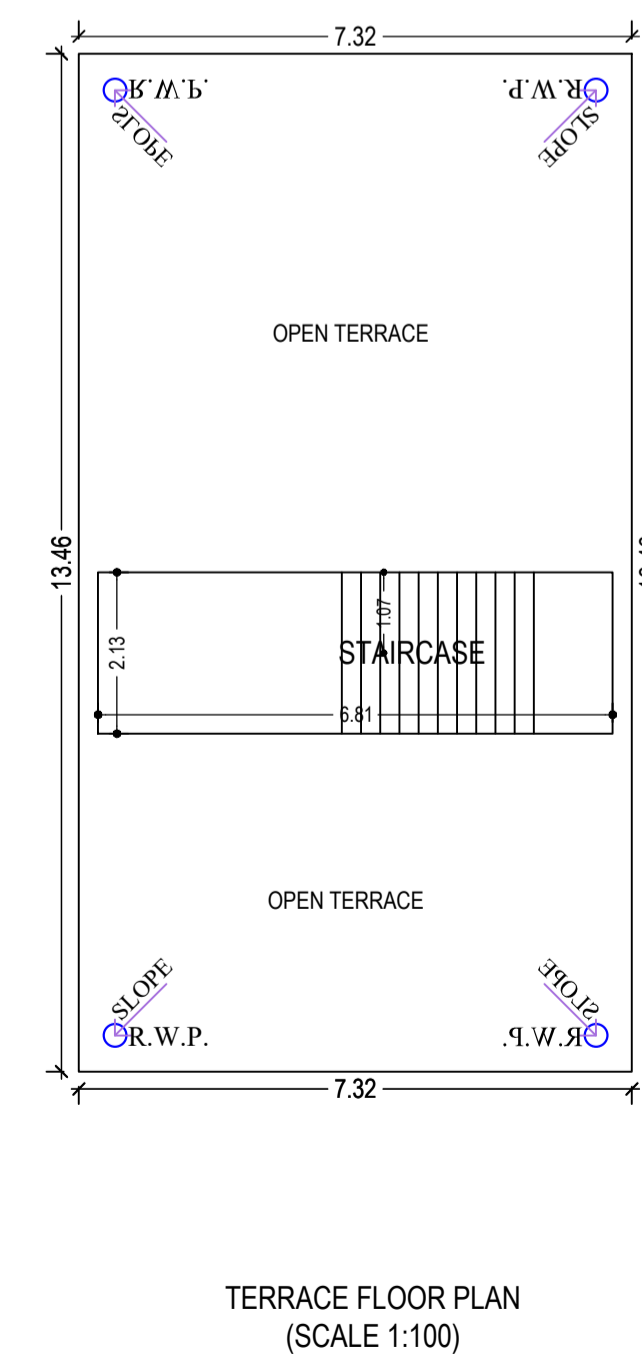 7.32
R.W.P.
R.W.P.
SLOPE
SLOPE
OPEN TERRACE
13.46
2.13
1.07
STAIRCASE
6.81
OPEN TERRACE
SLOPE
SLOPE
R.W.P.
R.W.P.
7.32
TERRACE FLOOR PLAN
(SCALE 1:100)